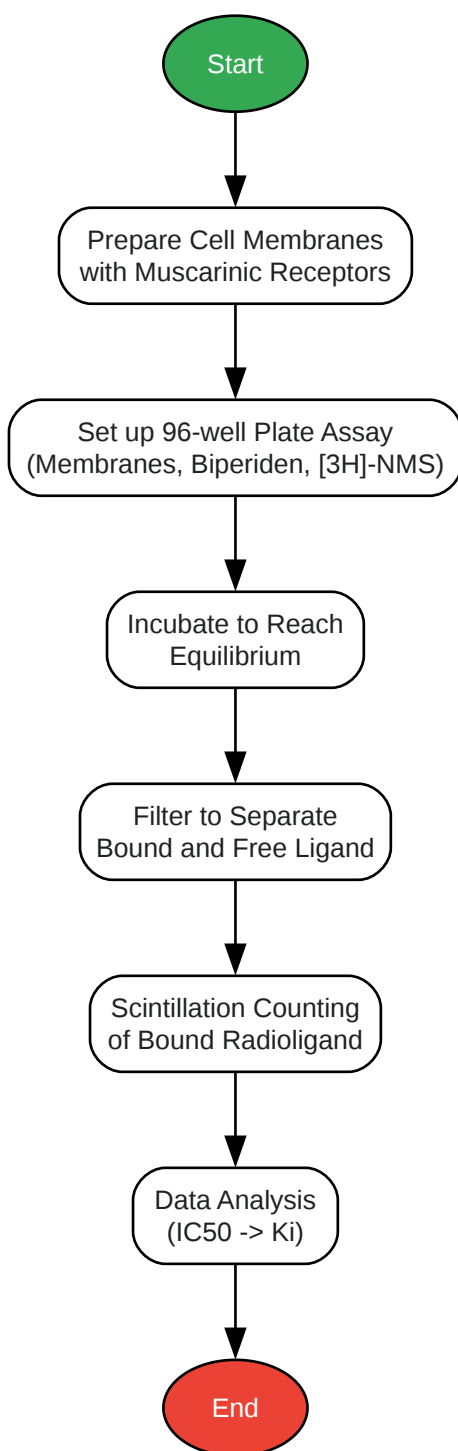 Start
Prepare Cell Membranes
with Muscarinic Receptors
Set up 96-well Plate Assay
(Membranes, Biperiden, [3H]-NMS)
Incubate to Reach
Equilibrium
Filter to Separate
Bound and Free Ligand
Scintillation Counting
of Bound Radioligand
Data Analysis
(IC50 -> Ki)
End